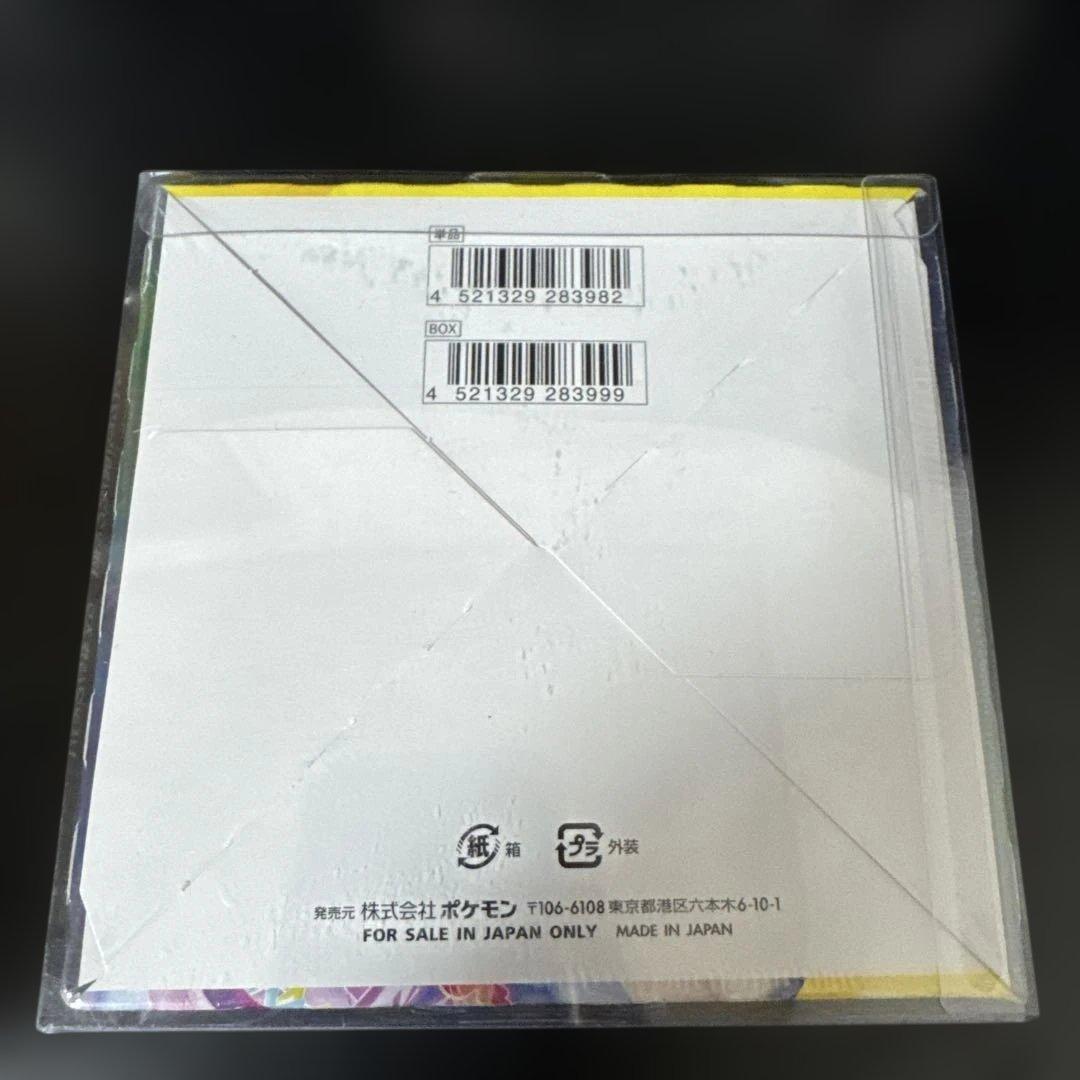 単品
4 521329 283982
BOX
4 521329 283999
紙 箱 プラ 外装
発売元 株式会社 ポケモン 〒106-6108 東京都港区六本木6-10-1
FOR SALE IN JAPAN ONLY MADE IN JAPAN